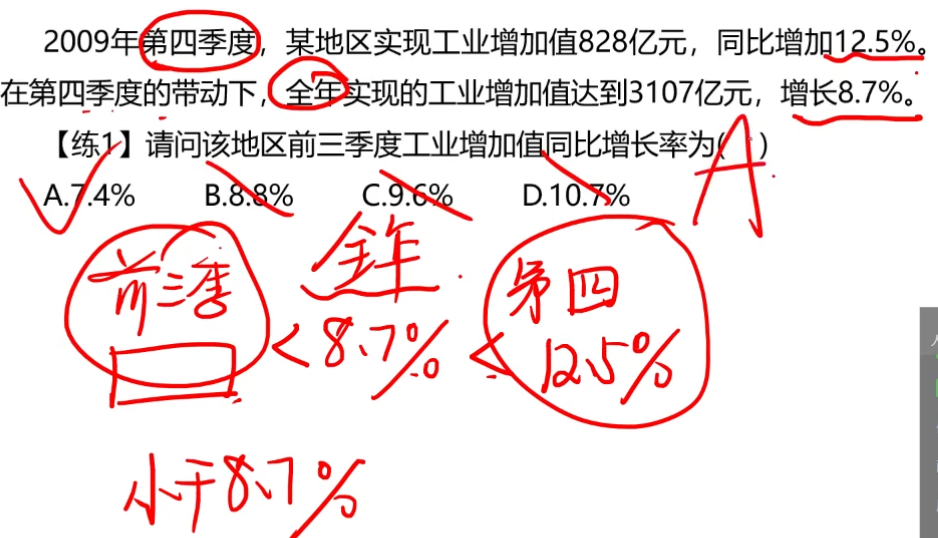 2009年第四季度，某地区实现工业增加值828亿元，同比增加12.5%。
在第四季度的带动下，全年实现的工业增加值达到3107亿元，增长8.7%。
【练1】请问该地区前三季度工业增加值同比增长率为( )
A.7.4% B.8.8% C.9.6% D.10.7%
A
前三季 全年 第四
<8.7% < 12.5%
小于8.7%